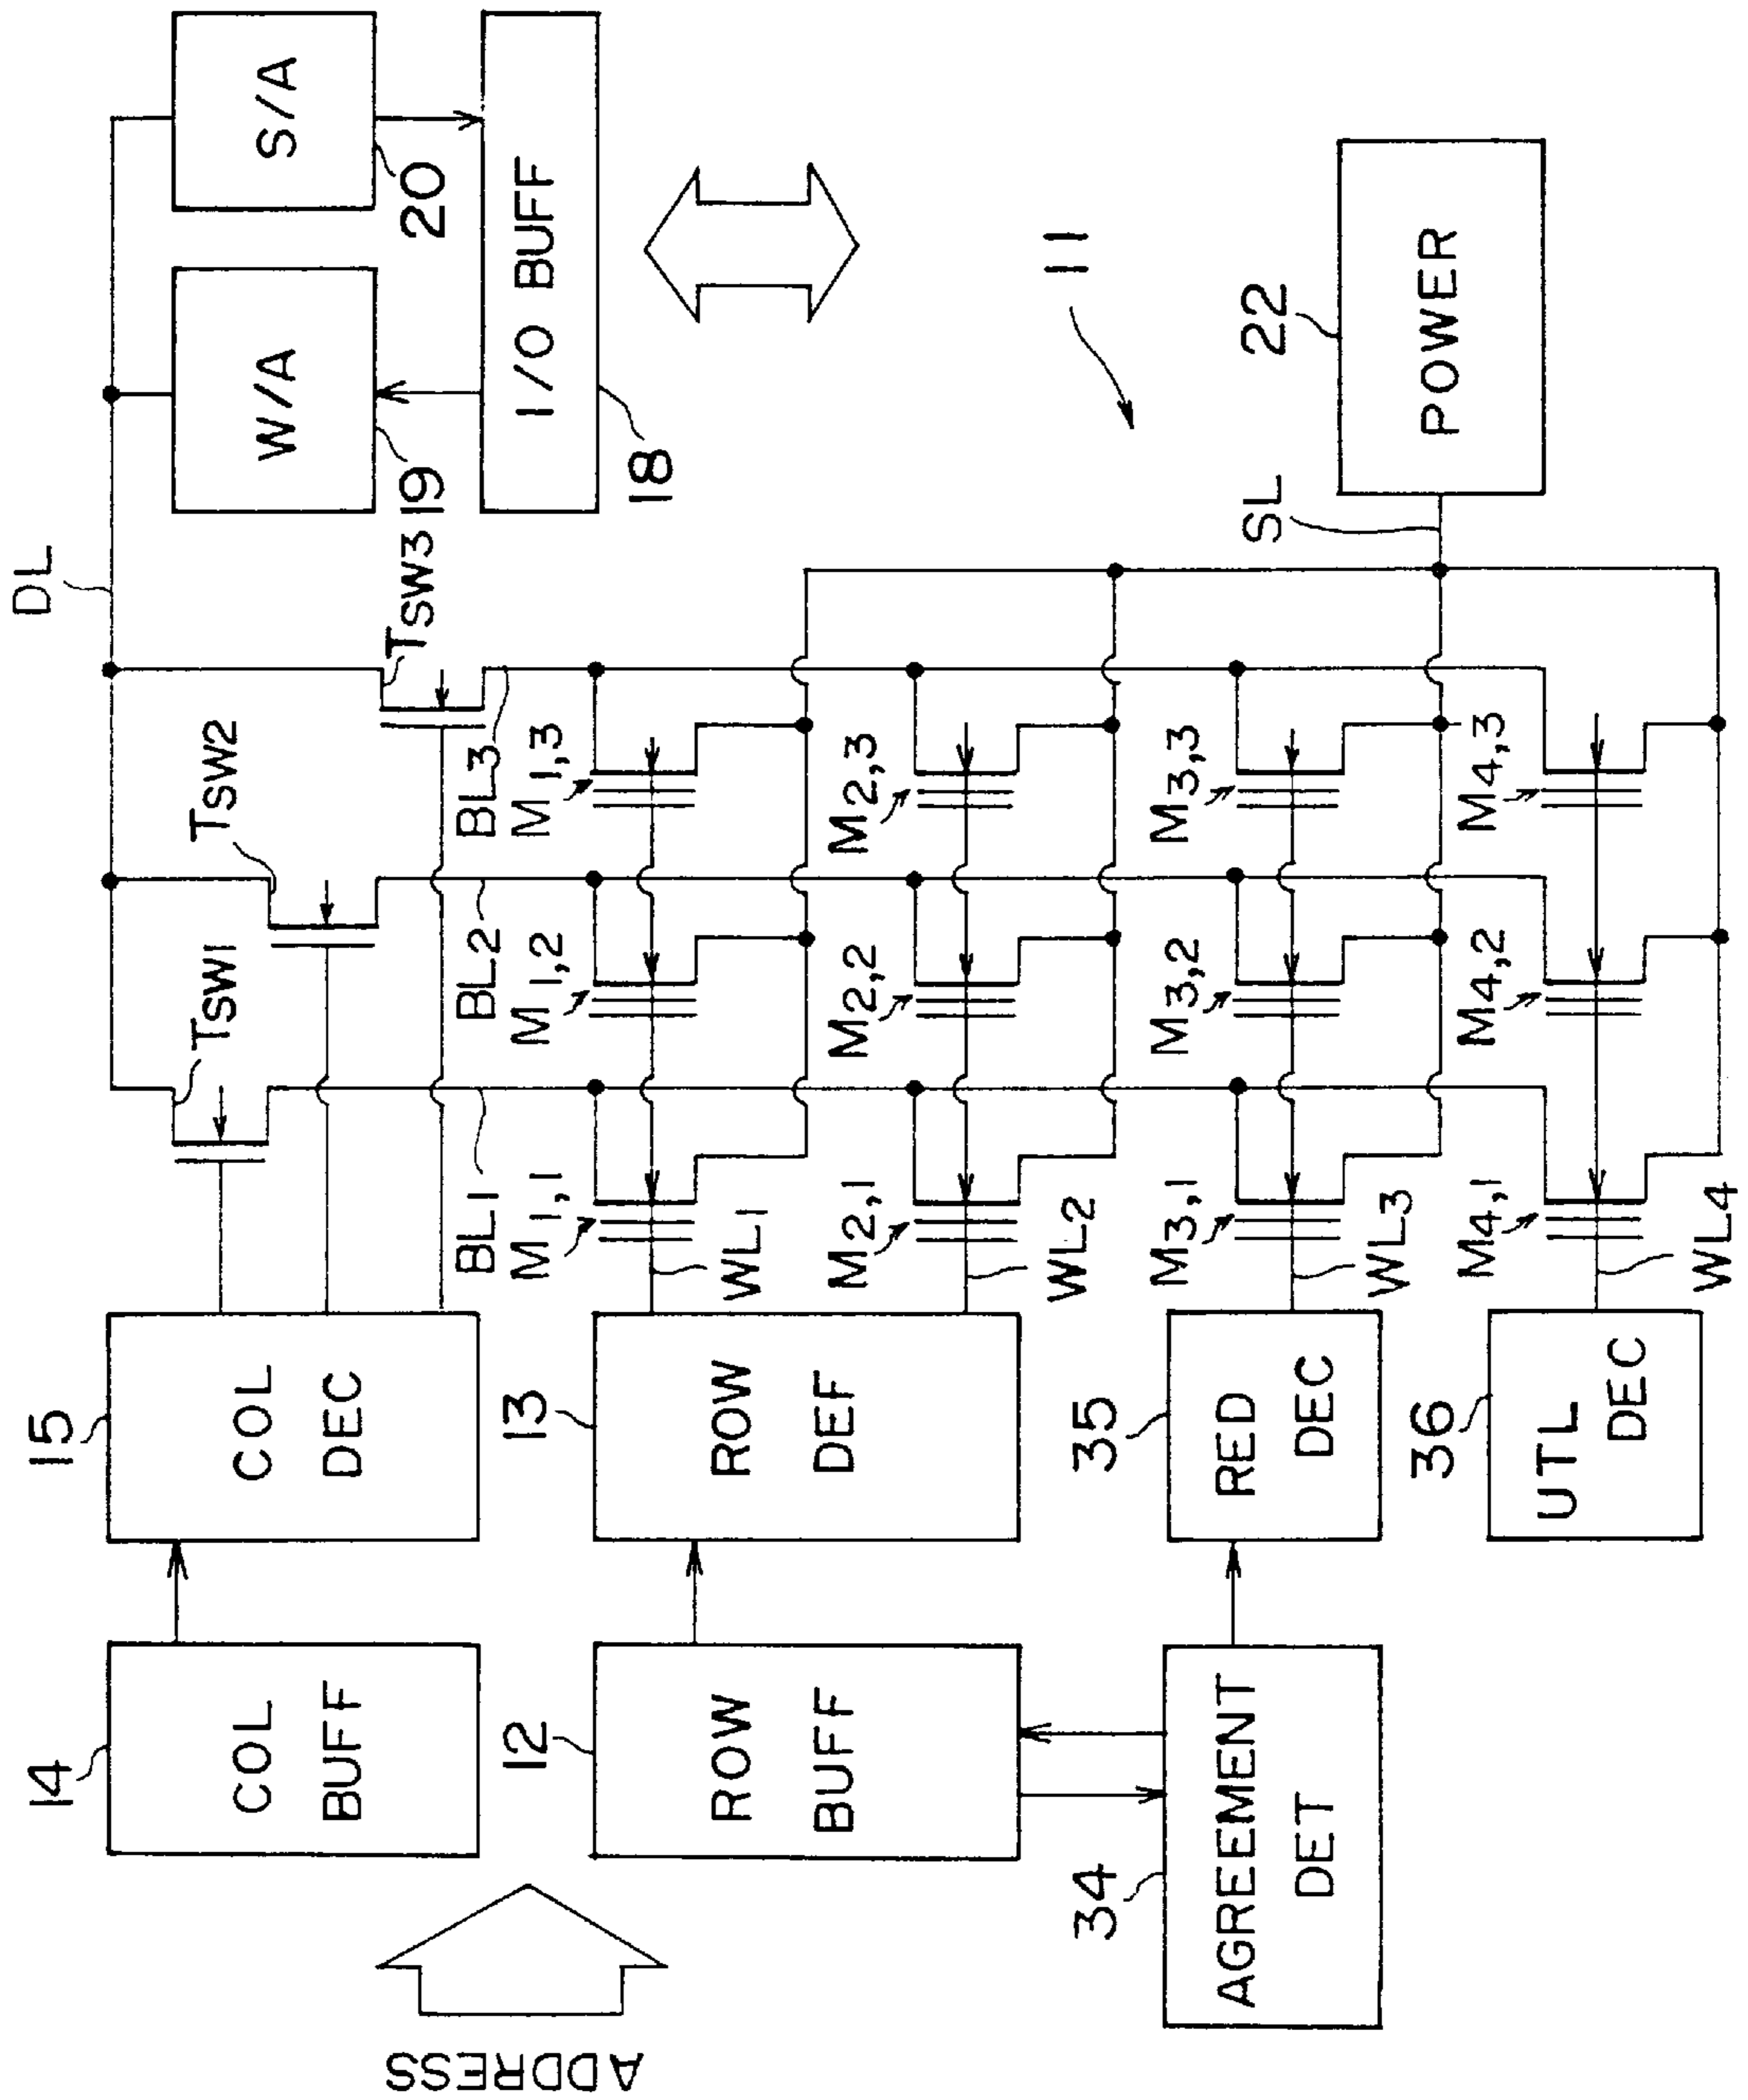 ADDRESS
14
COL
BUFF
15
COL
DEC
12
ROW
BUFF
13
ROW
DEF
34
AGREEMENT
DET
35
RED
DEC
36
UTL
DEC
TSW1
TSW2
TSW3
DL
W/A
19
S/A
20
I/O BUFF
18
11
BL1
BL2
BL3
M1,1
M1,2
M1,3
WL1
M2,1
M2,2
M2,3
WL2
M3,1
M3,2
M3,3
WL3
M4,1
M4,2
M4,3
WL4
SL
22
POWER